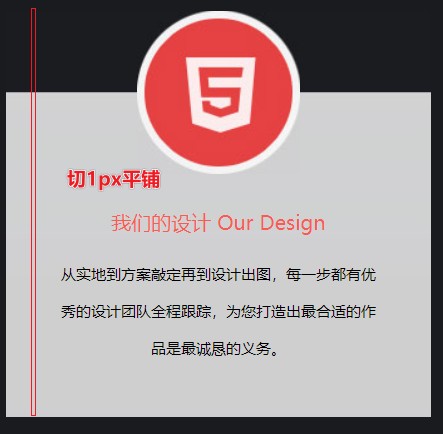 切1px平铺
我们的设计 Our Design
从实地到方案敲定再到设计出图，每一步都有优
秀的设计团队全程跟踪，为您打造出最合适的作
品是最诚恳的义务。